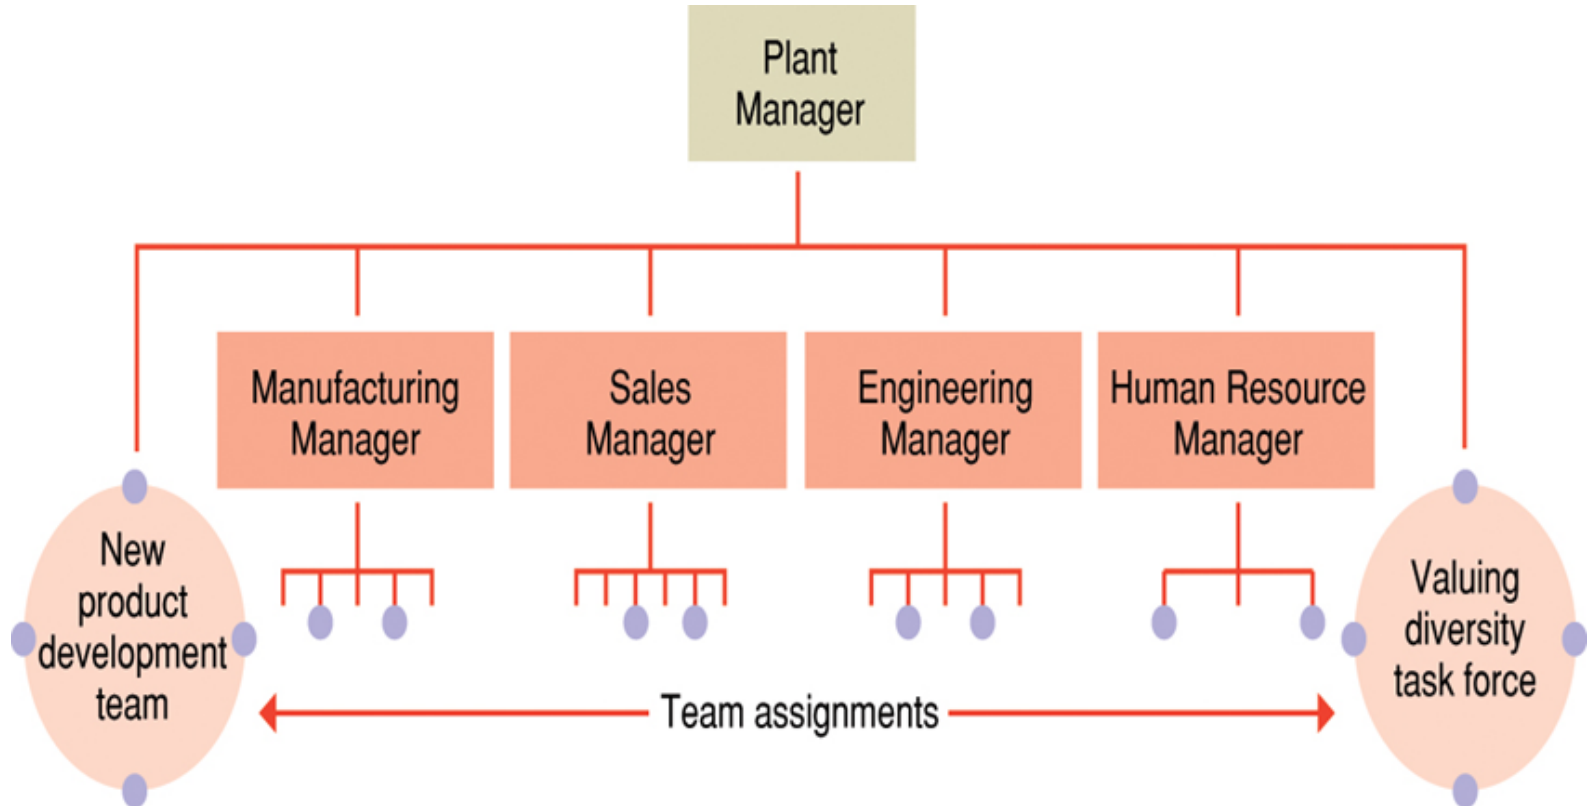 Plant
Manager
Manufacturing
Manager
Sales
Manager
Engineering
Manager
Human Resource
Manager
New
product
development
team
Valuing
diversity
task force
Team assignments